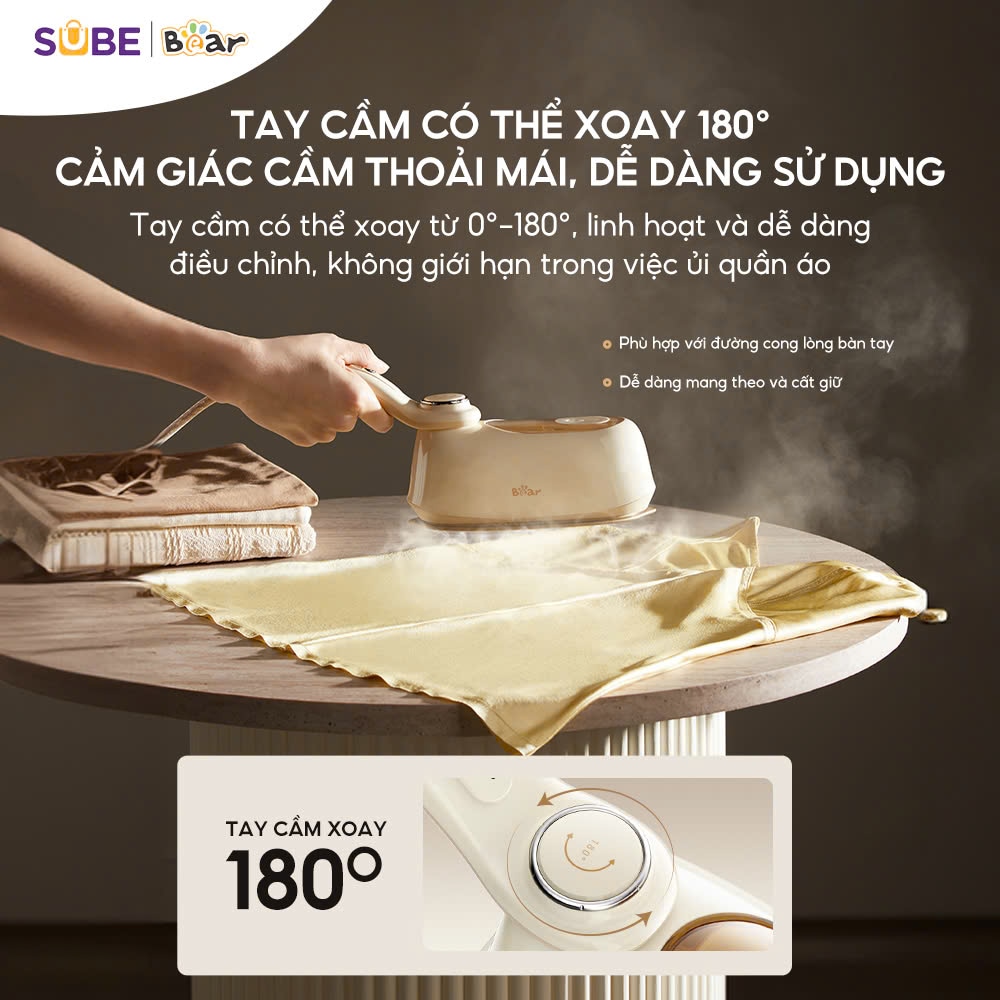 SUBE | Bear
TAY CẦM CÓ THỂ XOAY 180°
CẢM GIÁC CẦM THOẢI MÁI, DỄ DÀNG SỬ DỤNG
Tay cầm có thể xoay từ 0°-180°, linh hoạt và dễ dàng
điều chỉnh, không giới hạn trong việc ủi quần áo
Phù hợp với đường cong lòng bàn tay
Dễ dàng mang theo và cất giữ
Bear
TAY CẦM XOAY
180°
180°